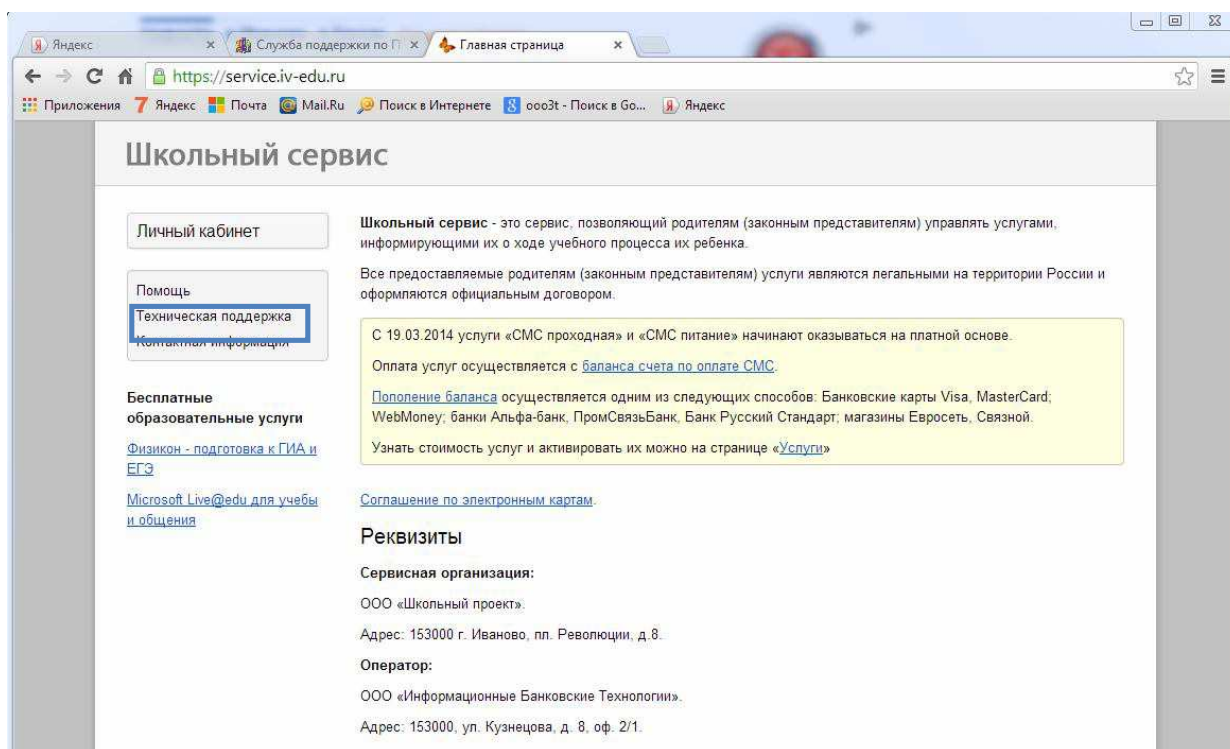 Яндекс
Служба поддержки по П
Главная страница
https://service.iv-edu.ru
Приложения Яндекс Почта Mail.Ru Поиск в Интернете ooo3t - Поиск в Go... Яндекс
Школьный сервис
Личный кабинет
Помощь
Техническая поддержка
Контактная информация
Бесплатные
образовательные услуги
Физикон - подготовка к ГИА и
ЕГЭ
Microsoft Live@edu для учебы
и общения
Школьный сервис - это сервис, позволяющий родителям (законным представителям) управлять услугами,
информирующими их о ходе учебного процесса их ребенка.
Все предоставляемые родителям (законным представителям) услуги являются легальными на территории России и
оформляются официальным договором.
С 19.03.2014 услуги «СМС проходная» и «СМС питание» начинают оказываться на платной основе.
Оплата услуг осуществляется с баланса счета по оплате СМС.
Пополение баланса осуществляется одним из следующих способов: Банковские карты Visa, MasterCard;
WebMoney; банки Альфа-банк, ПромСвязьБанк, Банк Русский Стандарт; магазины Евросеть, Связной.
Узнать стоимость услуг и активировать их можно на странице «Услуги»
Соглашение по электронным картам.
Реквизиты
Сервисная организация:
ООО «Школьный проект».
Адрес: 153000 г. Иваново, пл. Революции, д.8.
Оператор:
ООО «Информационные Банковские Технологии».
Адрес: 153000, ул. Кузнецова, д. 8, оф. 2/1.